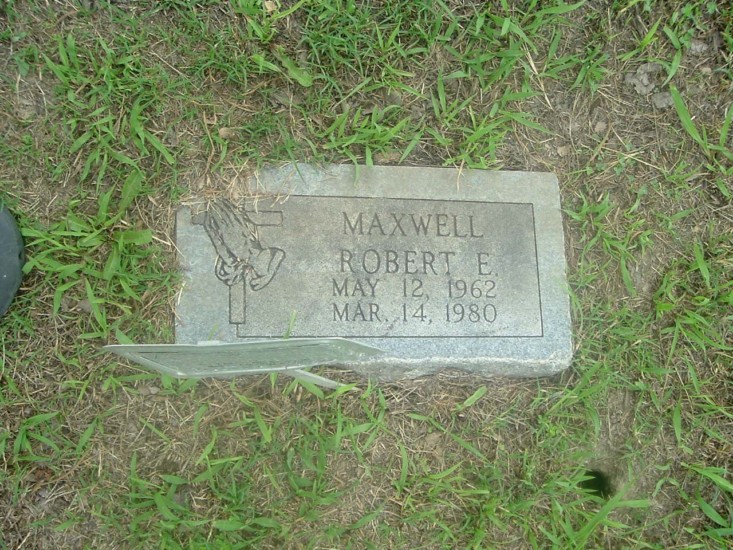 MAXWELL
ROBERT E.
MAY 12, 1962
MAR. 14, 1980